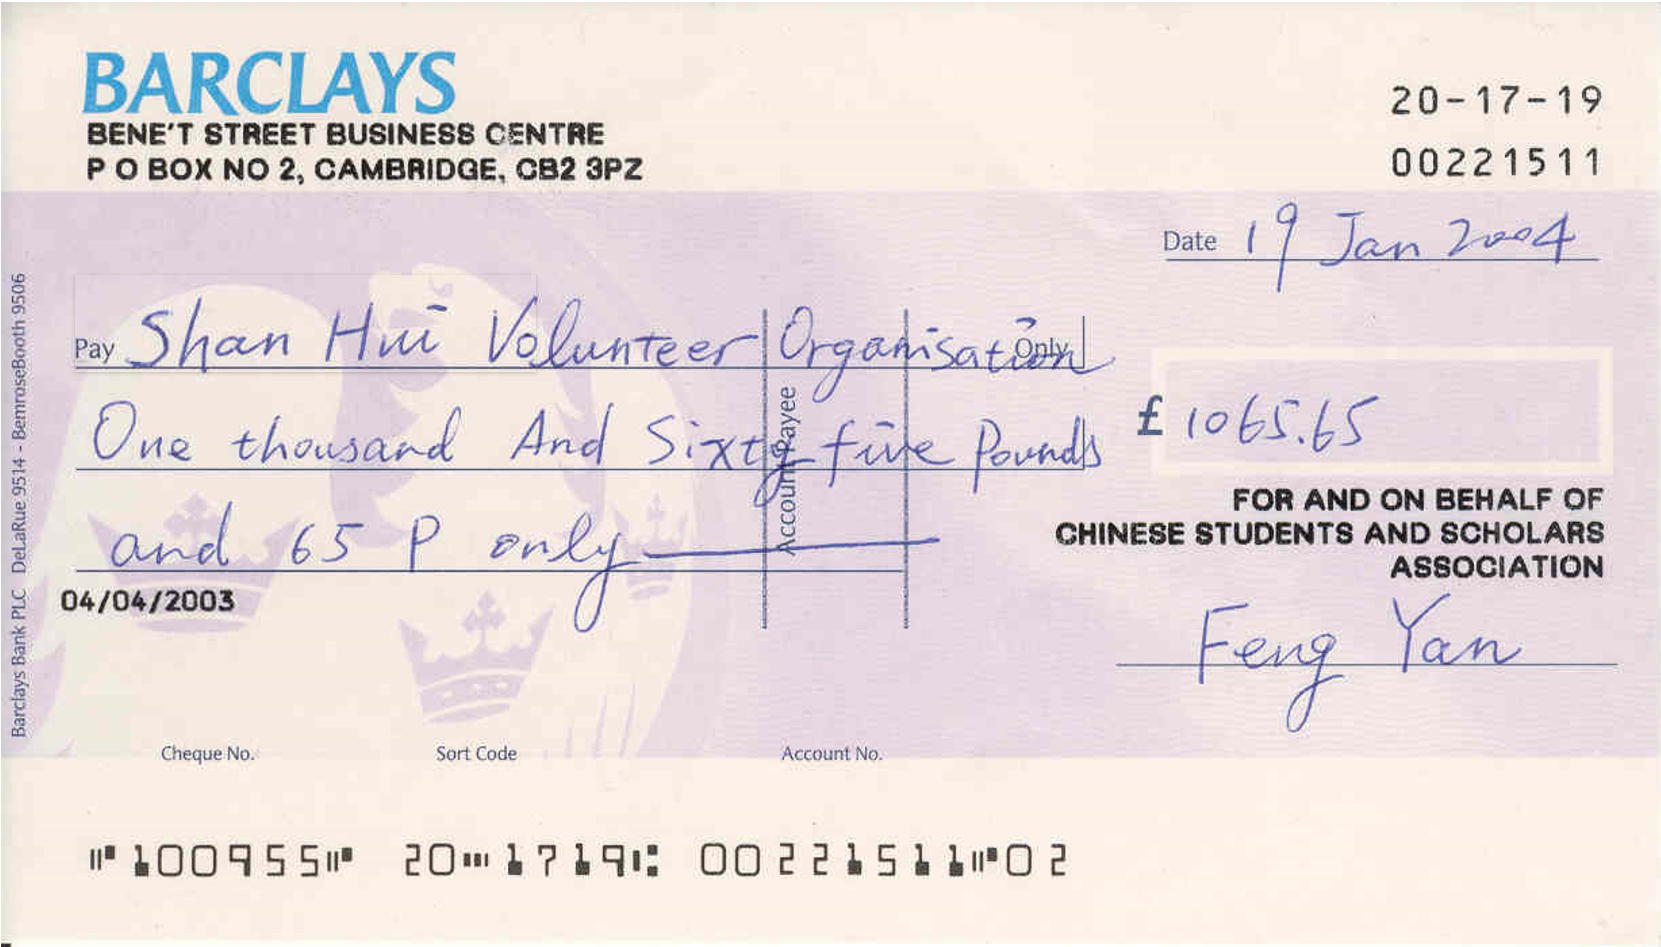 BARCLAYS
BENE'T STREET BUSINESS CENTRE
P O BOX NO 2, CAMBRIDGE, CB2 3PZ
20-17-19
00221511
Date 19 Jan 2004
Pay Shan Hui Volunteer Organisation
Only
One thousand And Sixty five Pounds
£ 1065.65
and 65 P only
Account Payee
FOR AND ON BEHALF OF
CHINESE STUDENTS AND SCHOLARS
ASSOCIATION
04/04/2003
Feng Yan
Barclays Bank PLC DeLaRue 9514 - BemroseBooth 9506
Cheque No. Sort Code Account No.
⑈100955⑈ 20⑉1719⑆ 00221511⑈02